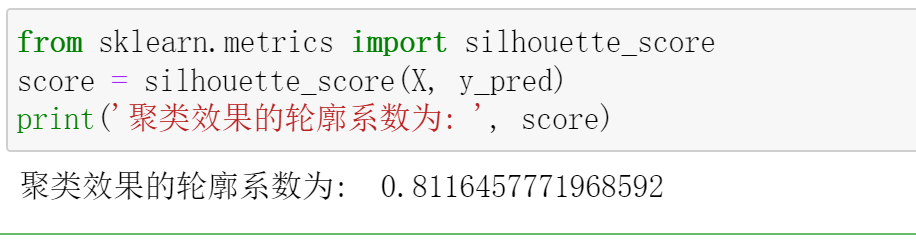 from sklearn.metrics import silhouette_score
score = silhouette_score(X, y_pred)
print('聚类效果的轮廓系数为: ', score)
聚类效果的轮廓系数为:  0.8116457771968592